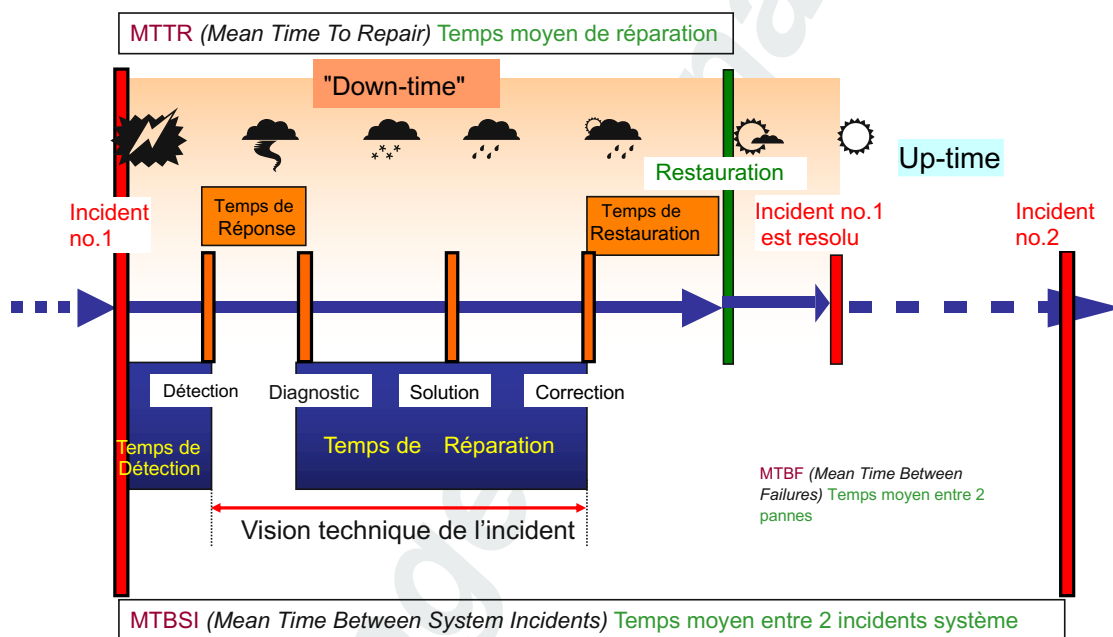 MTTR (Mean Time To Repair) Temps moyen de réparation
"Down-time"
Up-time
Restauration
Incident
no.1
Temps de
Réponse
Temps de
Restauration
Incident no.1
est resolu
Incident
no.2
Détection
Diagnostic
Solution
Correction
Temps de
Détection
Temps de Réparation
MTBF (Mean Time Between
Failures) Temps moyen entre 2
pannes
Vision technique de l'incident
MTBSI (Mean Time Between System Incidents) Temps moyen entre 2 incidents système